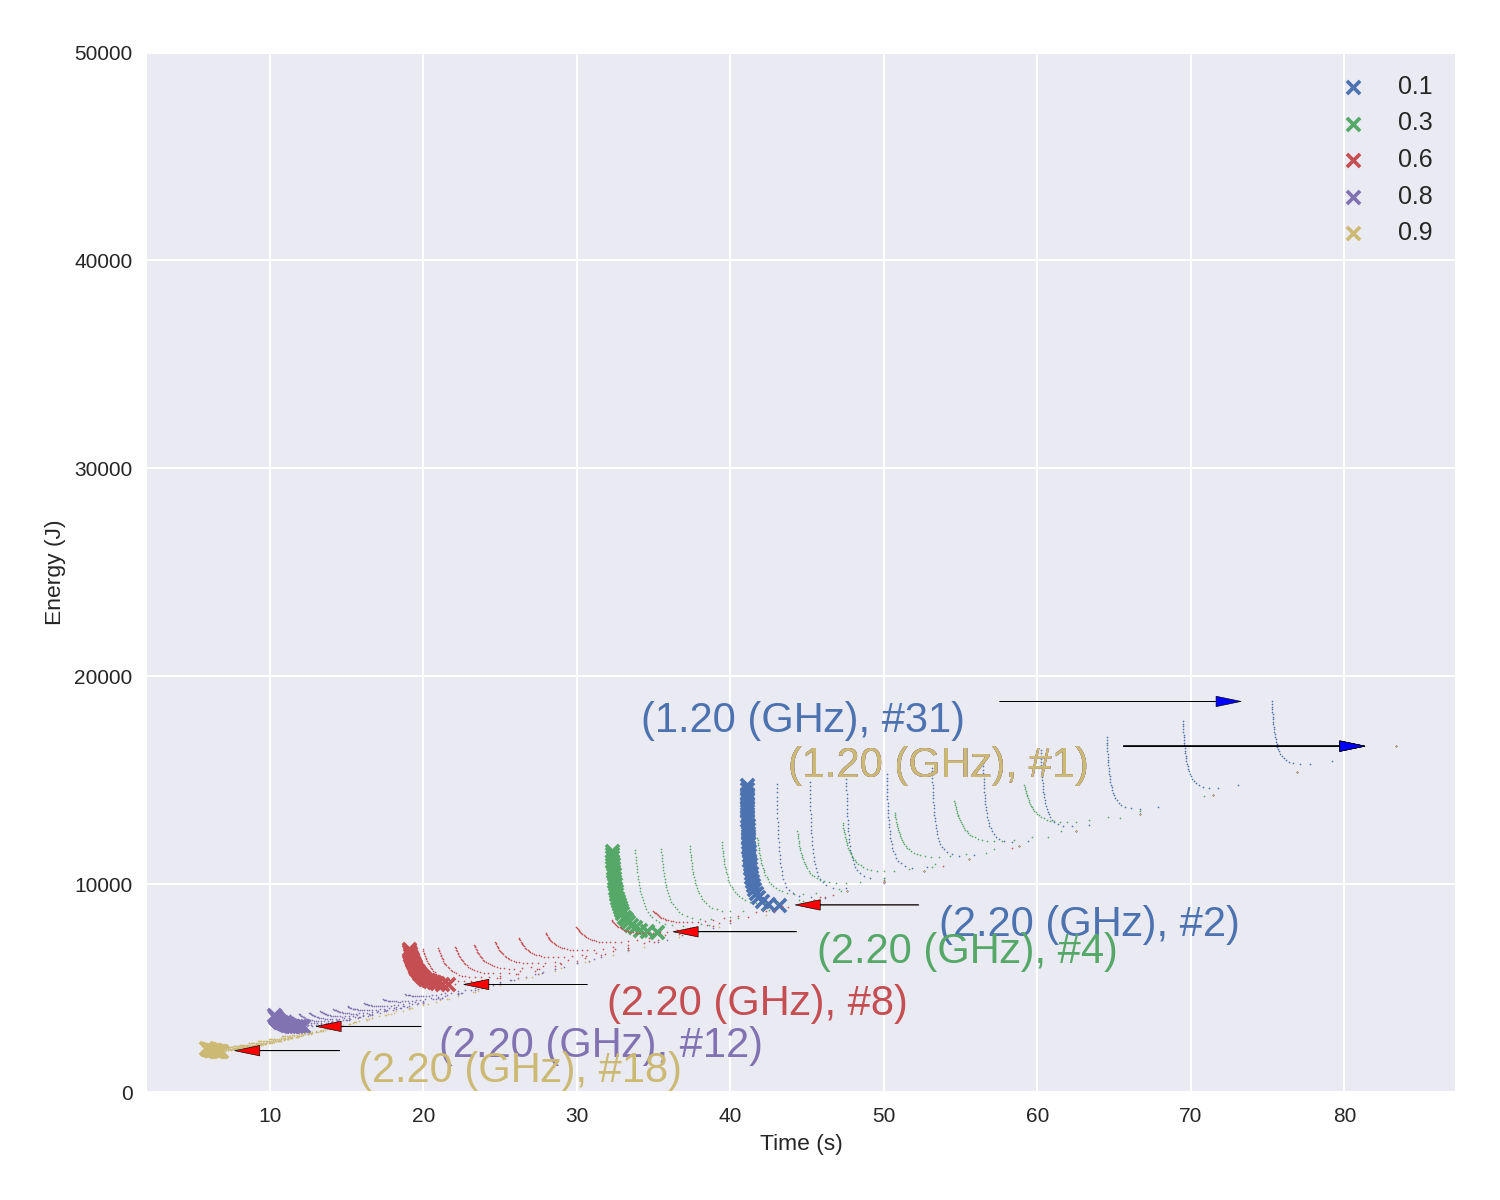 50000
40000
30000
20000
10000
0
Energy (J)
0.1
0.3
0.6
0.8
0.9
(1.20 (GHz), #31)
(1.20 (GHz), #1)
(2.20 (GHz), #2)
(2.20 (GHz), #4)
(2.20 (GHz), #8)
(2.20 (GHz), #12)
(2.20 (GHz), #18)
10 20 30 40 50 60 70 80
Time (s)